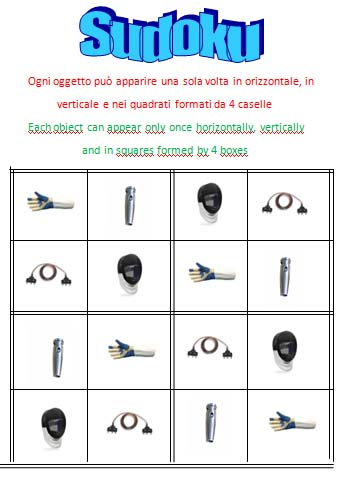 Sudoku
Ogni oggetto può apparire una sola volta in orizzontale, in
verticale e nei quadrati formati da 4 caselle
Each object can appear only once horizontally, vertically
and in squares formed by 4 boxes